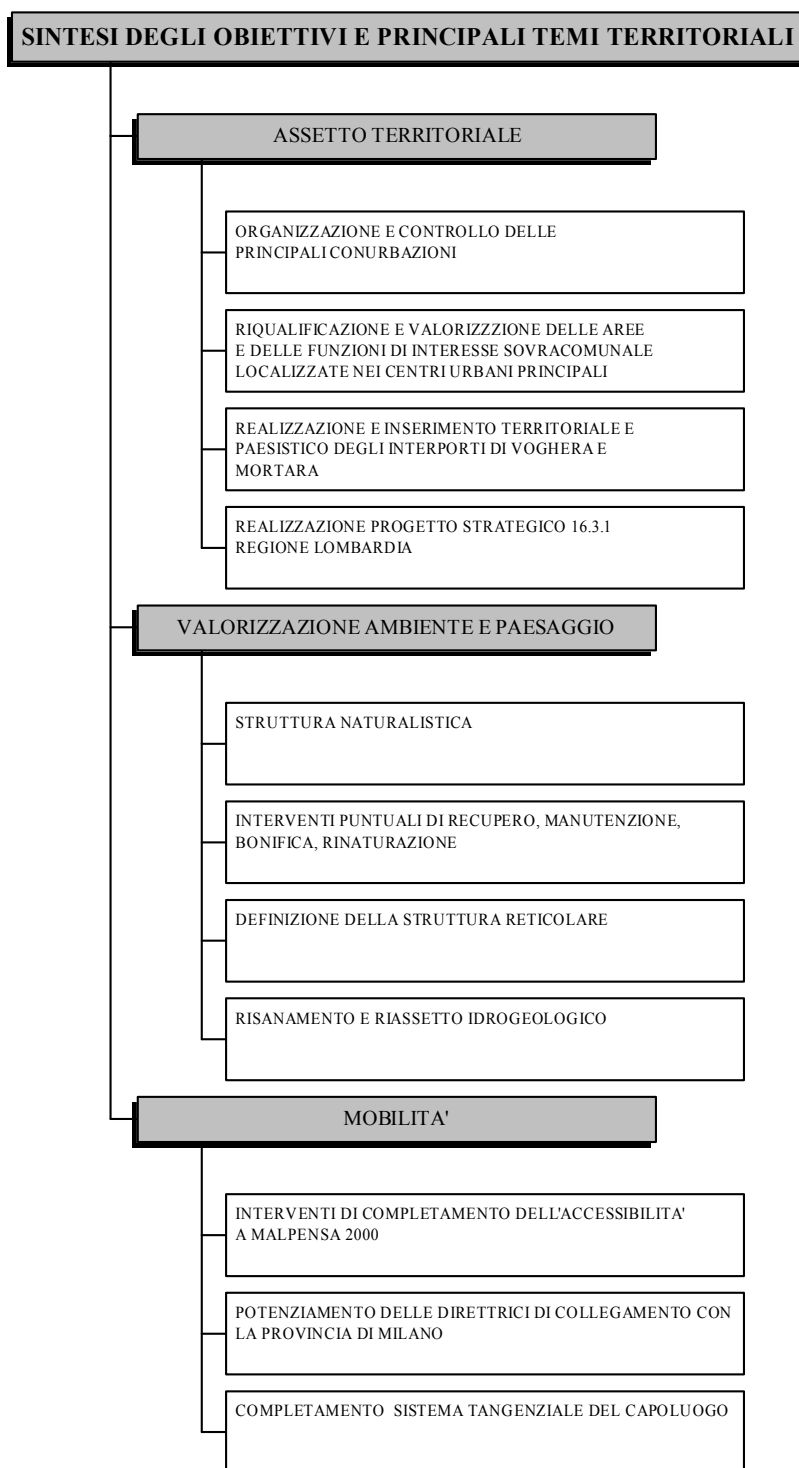 SINTESI DEGLI OBIETTIVI E PRINCIPALI TEMI TERRITORIALI
ASSETTO TERRITORIALE
ORGANIZZAZIONE E CONTROLLO DELLE
PRINCIPALI CONURBAZIONI
RIQUALIFICAZIONE E VALORIZZZIONE DELLE AREE
E DELLE FUNZIONI DI INTERESSE SOVRACOMUNALE
LOCALIZZATE NEI CENTRI URBANI PRINCIPALI
REALIZZAZIONE E INSERIMENTO TERRITORIALE E
PAESISTICO DEGLI INTERPORTI DI VOGHERA E
MORTARA
REALIZZAZIONE PROGETTO STRATEGICO 16.3.1
REGIONE LOMBARDIA
VALORIZZAZIONE AMBIENTE E PAESAGGIO
STRUTTURA NATURALISTICA
INTERVENTI PUNTUALI DI RECUPERO, MANUTENZIONE,
BONIFICA, RINATURAZIONE
DEFINIZIONE DELLA STRUTTURA RETICOLARE
RISANAMENTO E RIASSETTO IDROGEOLOGICO
MOBILITA'
INTERVENTI DI COMPLETAMENTO DELL'ACCESSIBILITA'
A MALPENSA 2000
POTENZIAMENTO DELLE DIRETTRICI DI COLLEGAMENTO CON
LA PROVINCIA DI MILANO
COMPLETAMENTO SISTEMA TANGENZIALE DEL CAPOLUOGO